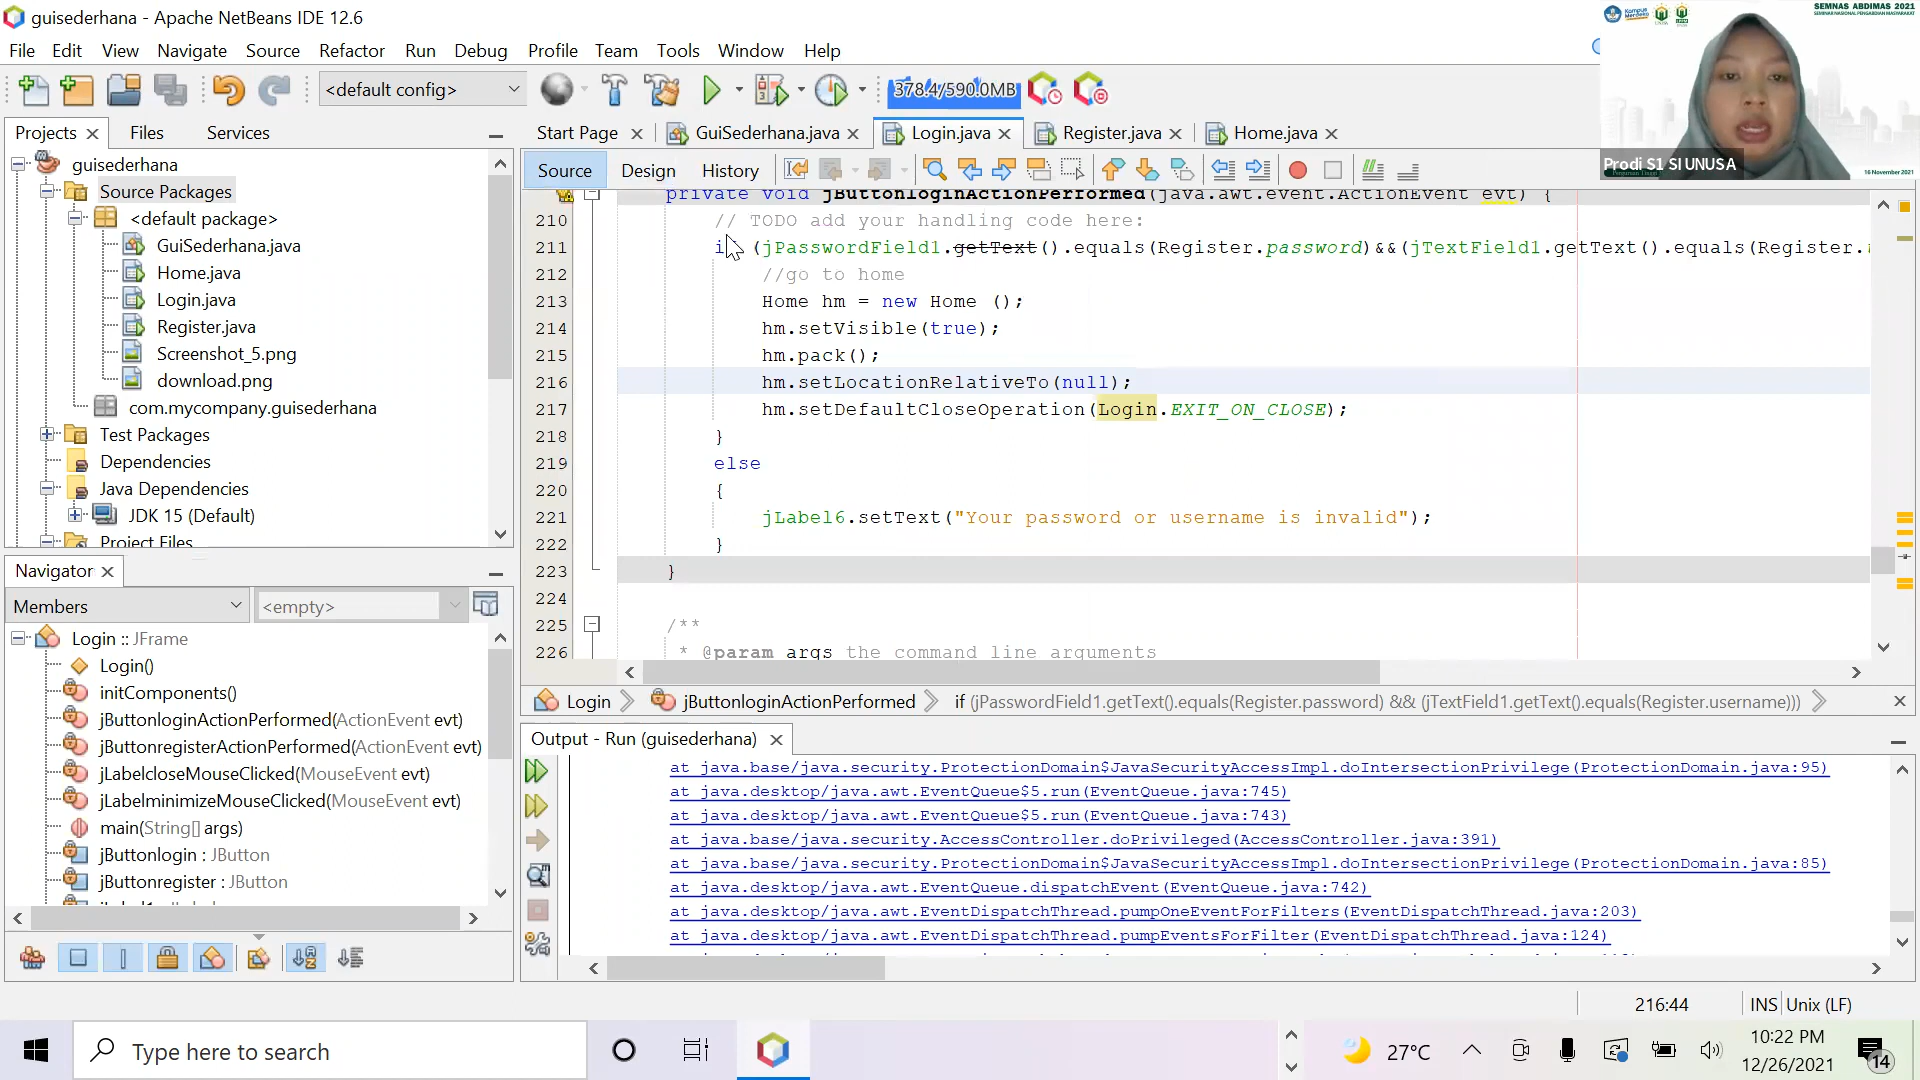 guisederhana - Apache NetBeans IDE 12.6
File Edit View Navigate Source Refactor Run Debug Profile Team Tools Window Help
SEMNAS ABDIMAS 2021
<default config>
378.4/590.0MB
Prodi S1 SI UNUSA
16 November 2021
Projects Files Services
Start Page GuiSederhana.java Login.java Register.java Home.java
Source Design History
guisederhana
Source Packages
<default package>
GuiSederhana.java
Home.java
Login.java
Register.java
Screenshot_5.png
download.png
com.mycompany.guisederhana
Test Packages
Dependencies
Java Dependencies
JDK 15 (Default)
Project Files
private void jButtonloginActionPerformed(java.awt.event.ActionEvent evt) {
210 // TODO add your handling code here:
211 (jPasswordField1.getText().equals(Register.password)&&(jTextField1.getText().equals(Register.
212 //go to home
213 Home hm = new Home ();
214 hm.setVisible(true);
215 hm.pack();
216 hm.setLocationRelativeTo(null);
217 hm.setDefaultCloseOperation(Login.EXIT_ON_CLOSE);
218 }
219 else
220 {
221 jLabel6.setText("Your password or username is invalid");
222 }
223 }
224
225 /**
226 * @param args the command line arguments
Login jButtonloginActionPerformed if (jPasswordField1.getText().equals(Register.password) && (jTextField1.getText().equals(Register.username)))
Navigator
Members <empty>
Login :: JFrame
Login()
initComponents()
jButtonloginActionPerformed(ActionEvent evt)
jButtonregisterActionPerformed(ActionEvent evt)
jLabelcloseMouseClicked(MouseEvent evt)
jLabelminimizeMouseClicked(MouseEvent evt)
main(String[] args)
jButtonlogin : JButton
jButtonregister : JButton
Output - Run (guisederhana)
at java.base/java.security.ProtectionDomain$JavaSecurityAccessImpl.doIntersectionPrivilege(ProtectionDomain.java:95)
at java.desktop/java.awt.EventQueue$5.run(EventQueue.java:745)
at java.desktop/java.awt.EventQueue$5.run(EventQueue.java:743)
at java.base/java.security.AccessController.doPrivileged(AccessController.java:391)
at java.base/java.security.ProtectionDomain$JavaSecurityAccessImpl.doIntersectionPrivilege(ProtectionDomain.java:85)
at java.desktop/java.awt.EventQueue.dispatchEvent(EventQueue.java:742)
at java.desktop/java.awt.EventDispatchThread.pumpOneEventForFilters(EventDispatchThread.java:203)
at java.desktop/java.awt.EventDispatchThread.pumpEventsForFilter(EventDispatchThread.java:124)
216:44 INS Unix (LF)
Type here to search
27°C
10:22 PM
12/26/2021
14